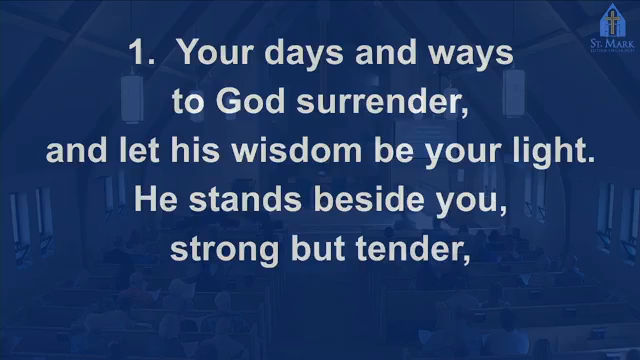 1. Your days and ways
to God surrender,
and let his wisdom be your light.
He stands beside you,
strong but tender,
ST. MARK